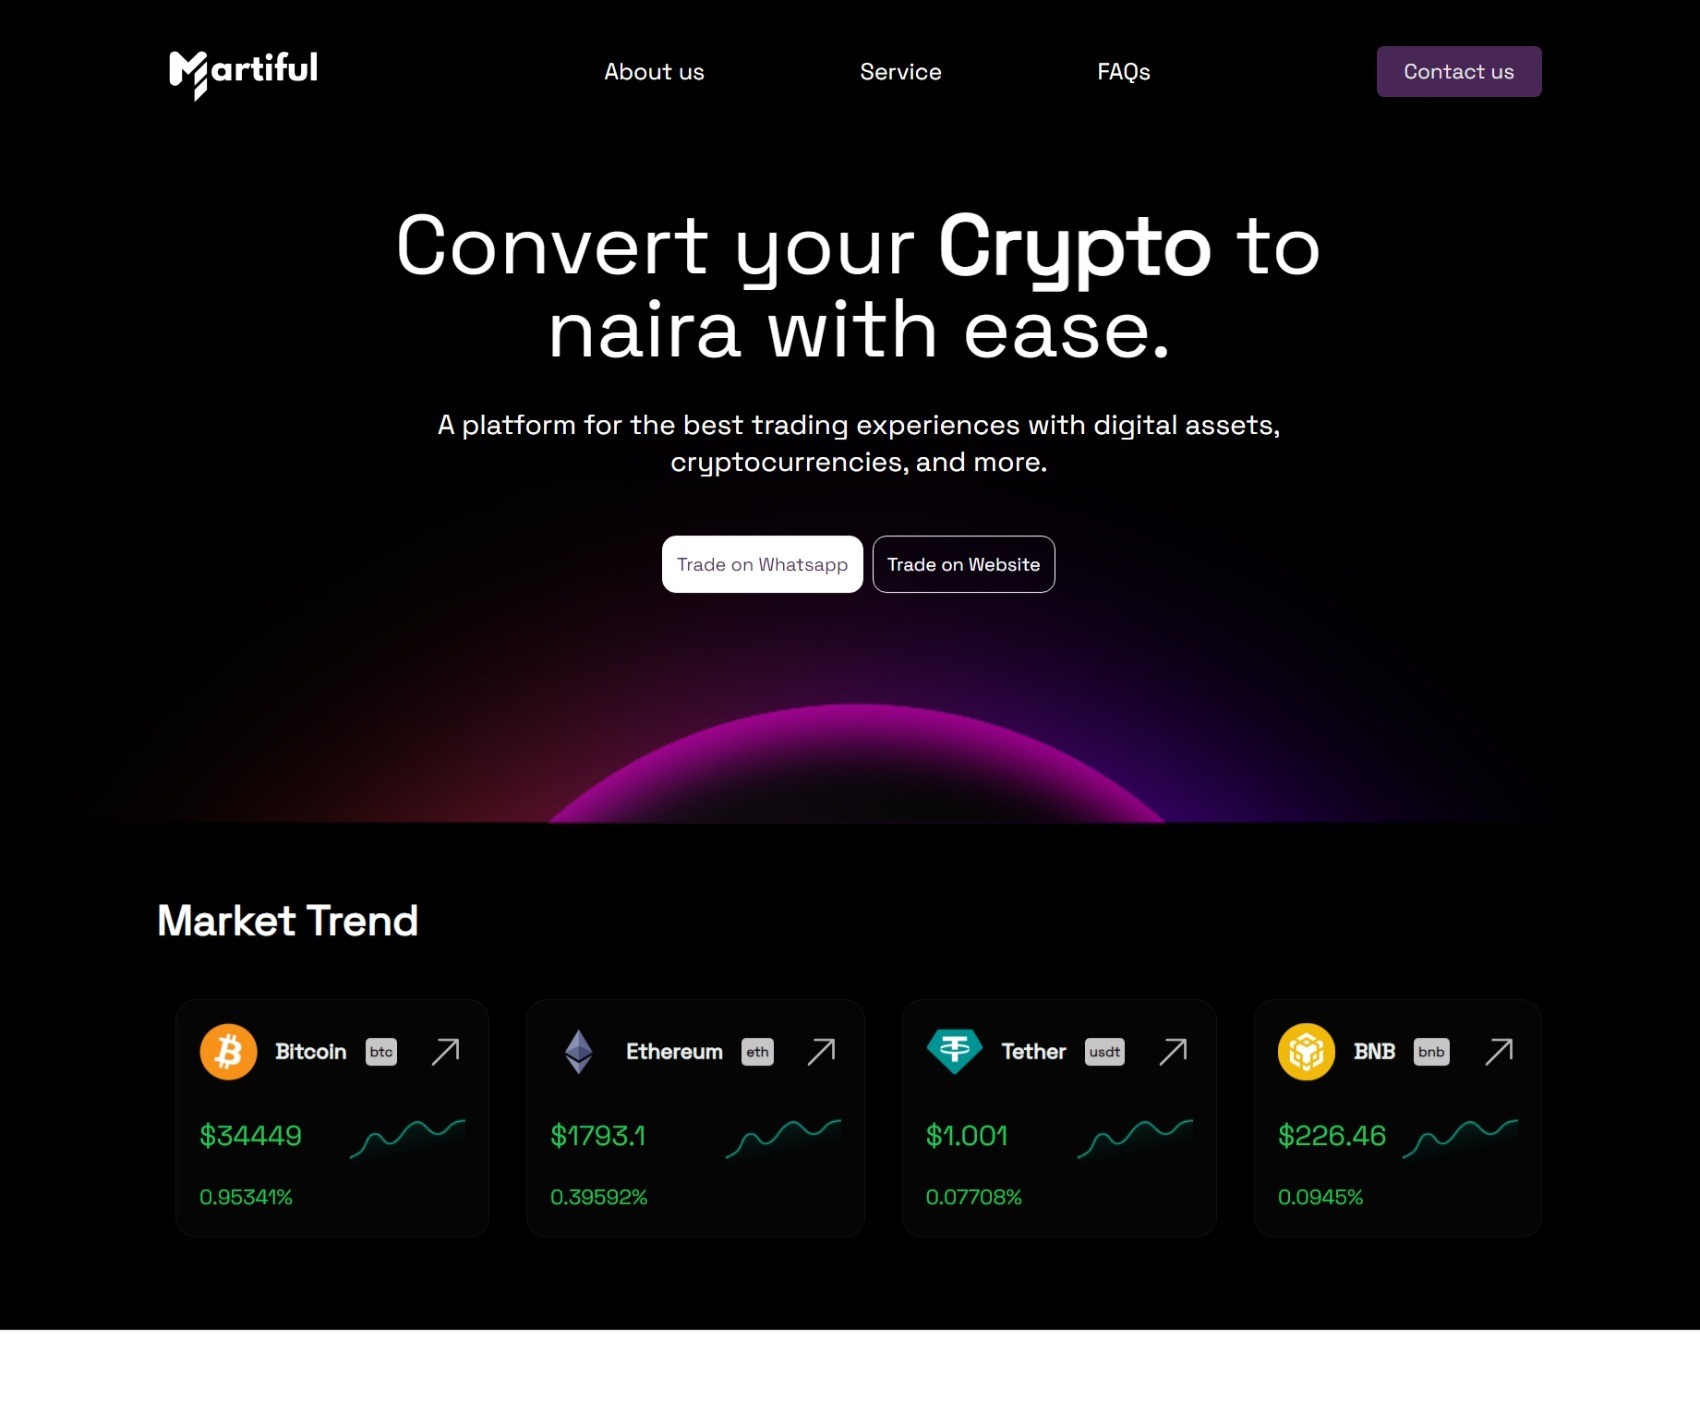 Martiful
About us
Service
FAQs
Contact us
Convert your Crypto to
naira with ease.
A platform for the best trading experiences with digital assets,
cryptocurrencies, and more.
Trade on Whatsapp
Trade on Website
Market Trend
Bitcoin btc
$34449
0.95341%
Ethereum eth
$1793.1
0.39592%
Tether usdt
$1.001
0.07708%
BNB bnb
$226.46
0.0945%